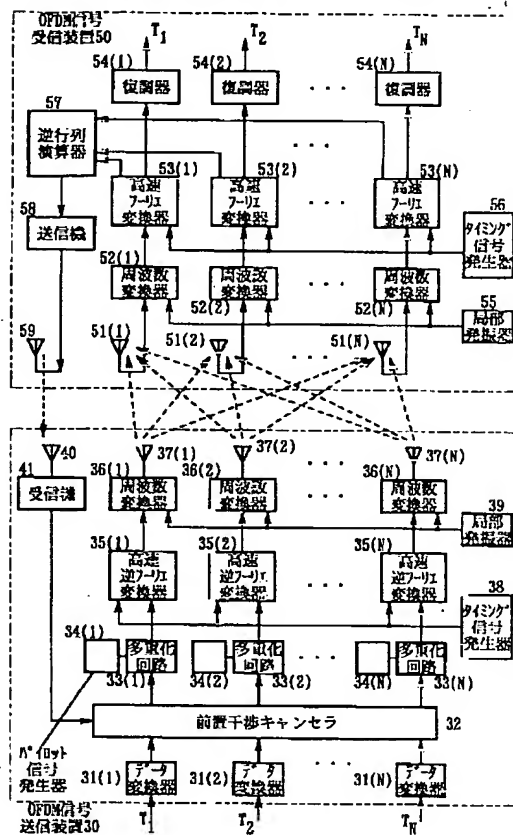 OFDM信号
受信装置50
T1
T2
TN
54(1)
54(2)
54(N)
復調器
復調器
復調器
57
逆行列
演算器
53(1)
53(2)
53(N)
高速
フーリエ
変換器
高速
フーリエ
変換器
高速
フーリエ
変換器
56
タイミング
信号
発生器
58
送信機
52(1)
周波数
変換器
52(2)
周波数
変換器
52(N)
周波数
変換器
55
局部
発振器
59
51(1)
51(2)
51(N)
40
37(1)
37(2)
37(N)
41
受信機
36(1)
周波数
変換器
36(2)
周波数
変換器
36(N)
周波数
変換器
39
局部
発振器
35(1)
高速
逆フーリエ
変換器
35(2)
高速
逆フーリエ
変換器
35(N)
高速
逆フーリエ
変換器
38
タイミング
信号
発生器
34(1)
多重化
回路
33(1)
34(2)
多重化
回路
33(2)
34(N)
多重化
回路
33(N)
前置干渉キャンセラ
32
パイロット
信号
発生器
31(1)
データ
変換器
31(2)
データ
変換器
31(N)
データ
変換器
OFDM信号
送信装置30
T1
T2
TN